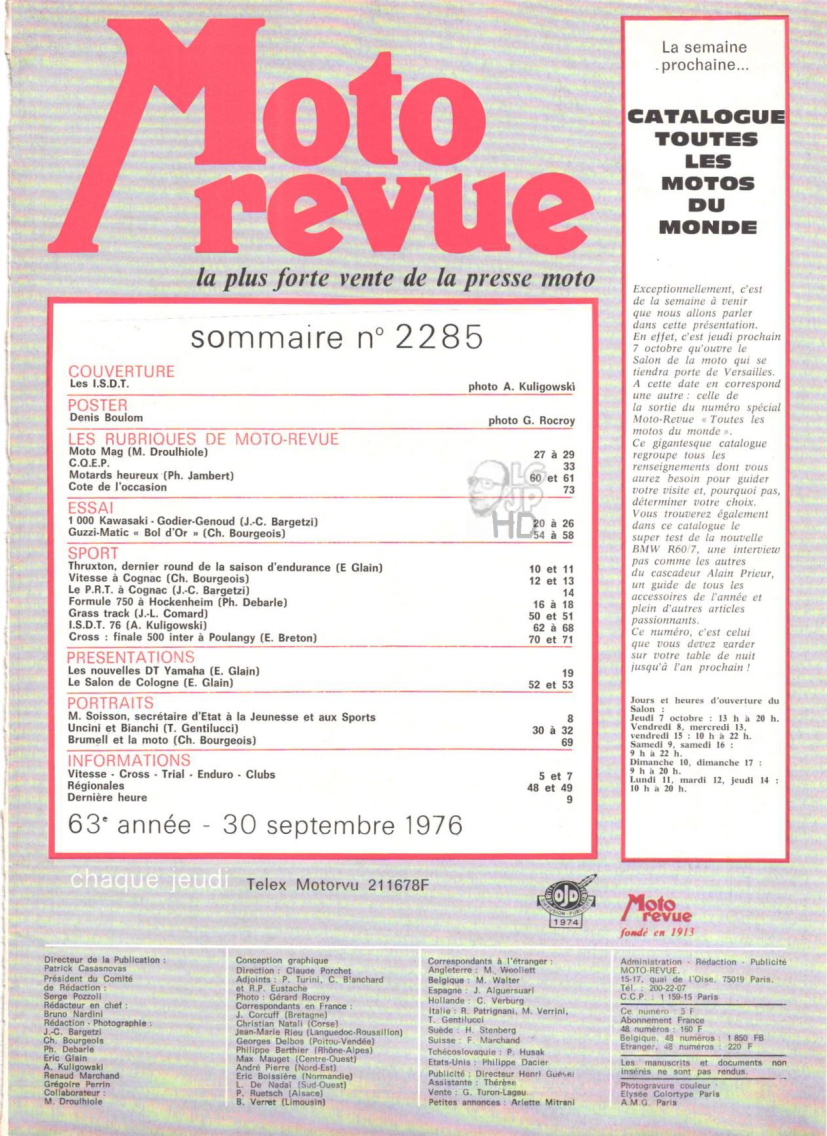 Moto
revue
la plus forte vente de la presse moto
sommaire n° 2285
COUVERTURE
Les I.S.D.T. photo A. Kuligowski
POSTER
Denis Boulom photo G. Rocroy
LES RUBRIQUES DE MOTO-REVUE
Moto Mag (M. Droulhiole) 27 à 29
C.Q.E.P. 33
Motards heureux (Ph. Jambert) 60 et 61
Cote de l'occasion 73
ESSAI
1 000 Kawasaki - Godier-Genoud (J.-C. Bargetzi) 20 à 26
Guzzi-Matic « Bol d'Or » (Ch. Bourgeois) 54 à 58
SPORT
Thruxton, dernier round de la saison d'endurance (E Glain) 10 et 11
Vitesse à Cognac (Ch. Bourgeois) 12 et 13
Le P.R.T. à Cognac (J.-C. Bargetzi) 14
Formule 750 à Hockenheim (Ph. Debarle) 16 à 18
Grass track (J.-L. Comard) 50 et 51
I.S.D.T. 76 (A. Kuligowski) 62 à 68
Cross : finale 500 inter à Poulangy (E. Breton) 70 et 71
PRESENTATIONS
Les nouvelles DT Yamaha (E. Glain) 19
Le Salon de Cologne (E. Glain) 52 et 53
PORTRAITS
M. Soisson, secrétaire d'Etat à la Jeunesse et aux Sports 8
Uncini et Bianchi (T. Gentilucci) 30 à 32
Brumell et la moto (Ch. Bourgeois) 69
INFORMATIONS
Vitesse - Cross - Trial - Enduro - Clubs 5 et 7
Régionales 48 et 49
Dernière heure 9
63e année - 30 septembre 1976
LG
JP
HD
La semaine
prochaine...
CATALOGUE
TOUTES
LES
MOTOS
DU
MONDE
Exceptionnellement, c'est
de la semaine à venir
que nous allons parler
dans cette présentation.
En effet, c'est jeudi prochain
7 octobre qu'ouvre le
Salon de la moto qui se
tiendra porte de Versailles.
A cette date en correspond
une autre : celle de
la sortie du numéro spécial
Moto-Revue « Toutes les
motos du monde ».
Ce gigantesque catalogue
regroupe tous les
renseignements dont vous
aurez besoin pour guider
votre visite et, pourquoi pas,
déterminer votre choix.
Vous trouverez également
dans ce catalogue le
super test de la nouvelle
BMW R60/7, une interview
pas comme les autres
du cascadeur Alain Prieur,
un guide de tous les
accessoires de l'année et
plein d'autres articles
passionnants.
Ce numéro, c'est celui
que vous devez garder
sur votre table de nuit
jusqu'à l'an prochain !
Jours et heures d'ouverture du
Salon :
Jeudi 7 octobre : 13 h à 20 h.
Vendredi 8, mercredi 13,
vendredi 15 : 10 h à 22 h.
Samedi 9, samedi 16 :
9 h à 22 h.
Dimanche 10, dimanche 17 :
9 h à 20 h.
Lundi 11, mardi 12, jeudi 14 :
10 h à 20 h.
chaque jeudi Telex Motorvu 211678F
OJD
1974
Moto
revue
fondé en 1913
Directeur de la Publication :
Patrick Casasnovas
Président du Comité
de Rédaction :
Serge Pozzoli
Rédacteur en chef :
Bruno Nardini
Rédaction - Photographie :
J.-C. Bargetzi
Ch. Bourgeois
Ph. Debarle
Eric Glain
A. Kuligowski
Renaud Marchand
Grégoire Perrin
Collaborateur :
M. Droulhiole
Conception graphique
Direction : Claude Porchet
Adjoints : P. Turini, C. Blanchard
et R.P. Eustache
Photo : Gérard Rocroy
Correspondants en France :
J. Corcuff (Bretagne)
Christian Natali (Corse)
Jean-Marie Rieu (Languedoc-Roussillon)
Georges Delbos (Poitou-Vendée)
Philippe Berthier (Rhône-Alpes)
Max Mauget (Centre-Ouest)
André Pierre (Nord-Est)
Eric Boissière (Normandie)
L. De Nadal (Sud-Ouest)
P. Ruetsch (Alsace)
B. Verret (Limousin)
Correspondants à l'étranger :
Angleterre : M. Woollett
Belgique : M. Walter
Espagne : J. Alguersuari
Hollande : C. Verburg
Italie : R. Patrignani, M. Verrini,
T. Gentilucci
Suède : H. Stenberg
Suisse : F. Marchand
Tchécoslovaquie : P. Husak
Etats-Unis : Philippe Dacier
Publicité : Directeur Henri
Assistante : Thérèse
Vente : G. Turon-Lagau
Petites annonces : Arlette Mitrani
Administration - Rédaction - Publicité
MOTO-REVUE.
15-17, quai de l'Oise, 75019 Paris.
Tél. : 200-22-07
C.C.P. : 1 159-15 Paris
Ce numéro : 5 F
Abonnement France
48 numéros : 160 F
Belgique, 48 numéros : 1 850 FB
Etranger, 48 numéros : 220 F
Les manuscrits et documents non
insérés ne sont pas rendus.
Photogravure couleur :
Elysée Colortype Paris
A.M.G. Paris